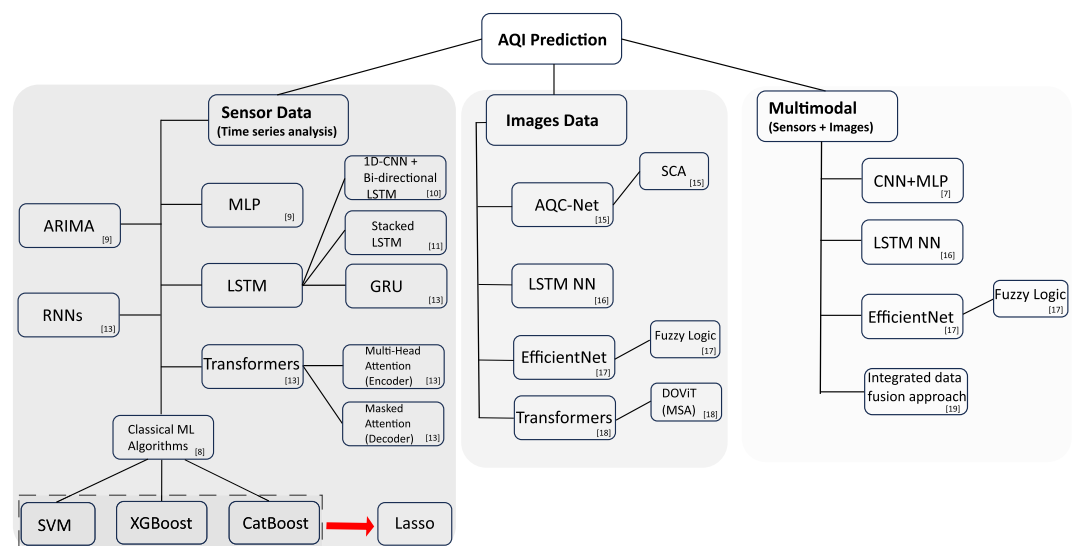 AQI Prediction
Sensor Data
(Time series analysis)
ARIMA
[9]
RNNs
[13]
MLP
[9]
LSTM
1D-CNN +
Bi-directional
LSTM
[10]
Stacked
LSTM
[11]
GRU
[13]
Transformers
[13]
Multi-Head
Attention
(Encoder)
[13]
Masked
Attention
(Decoder)
[13]
Classical ML
Algorithms
[8]
SVM
XGBoost
CatBoost
Lasso
Images Data
AQC-Net
[15]
SCA
[15]
LSTM NN
[16]
EfficientNet
[17]
Fuzzy Logic
[17]
Transformers
[18]
DOViT
(MSA)
[18]
Multimodal
(Sensors + Images)
CNN+MLP
[7]
LSTM NN
[16]
EfficientNet
[17]
Fuzzy Logic
[17]
Integrated data
fusion approach
[19]